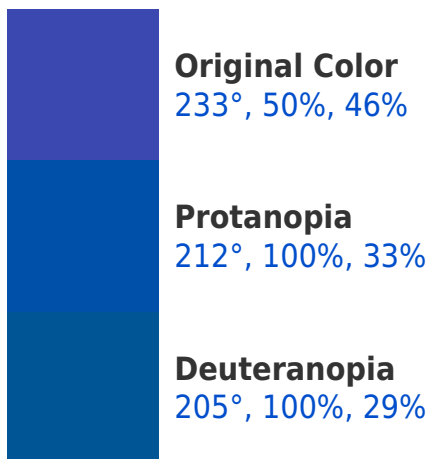 Original Color
233°, 50%, 46%
Protanopia
212°, 100%, 33%
Deuteranopia
205°, 100%, 29%